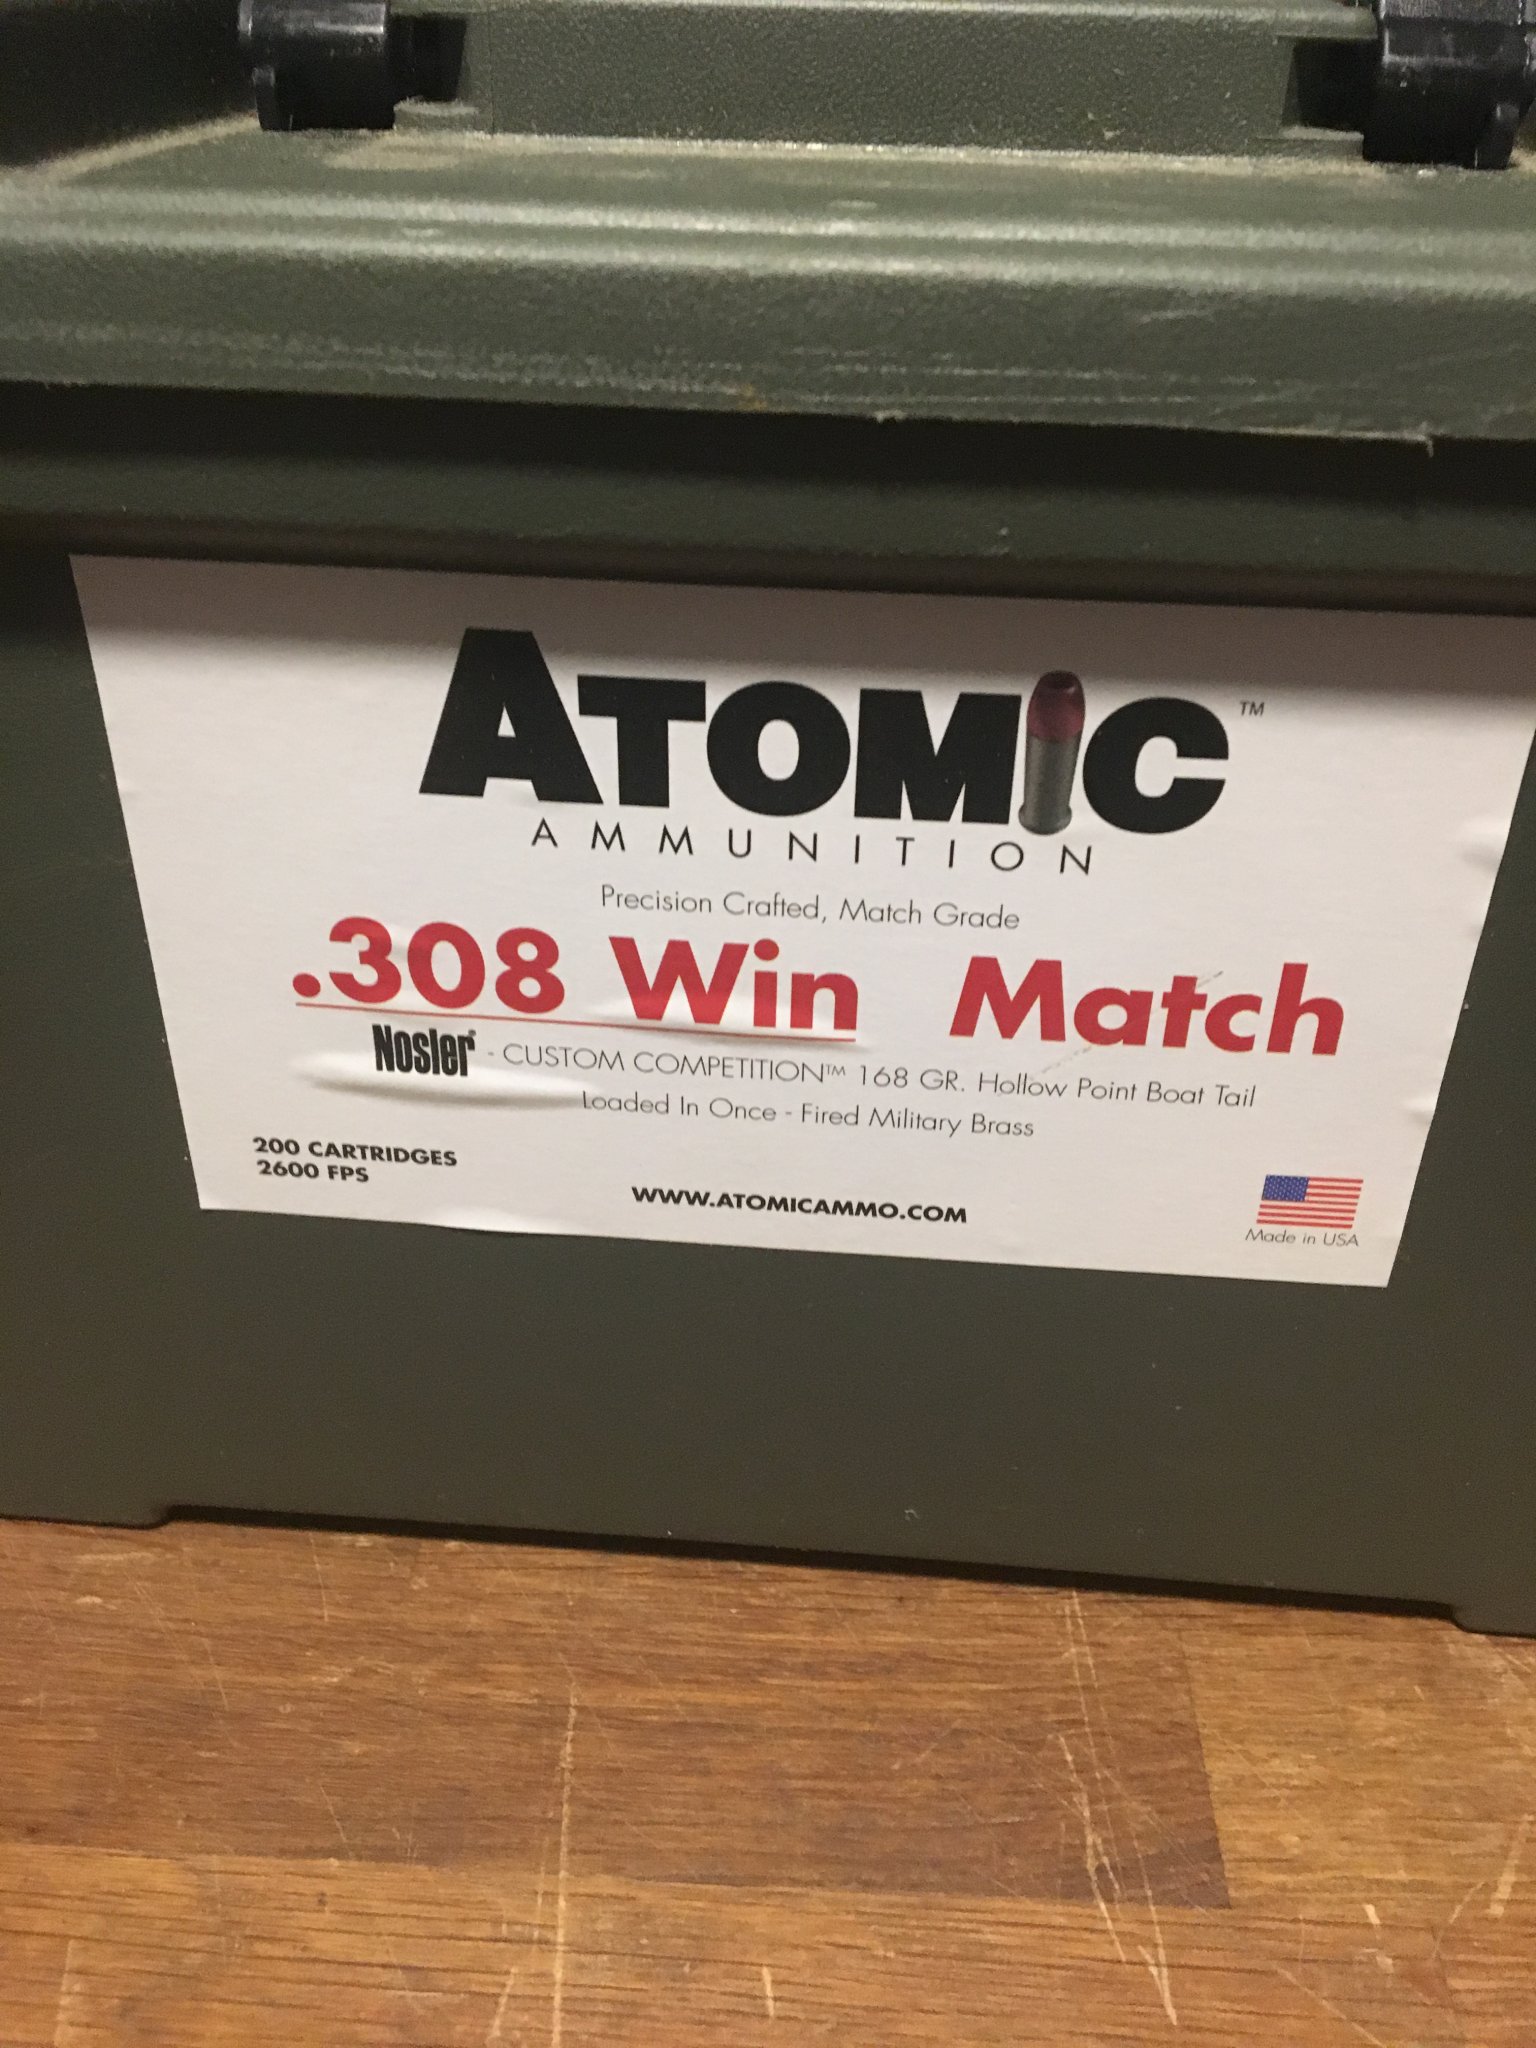 ATOMIC™
AMMUNITION
Precision Crafted, Match Grade
.308 Win Match
Nosler® - CUSTOM COMPETITION™ 168 GR. Hollow Point Boat Tail
Loaded In Once - Fired Military Brass
200 CARTRIDGES
2600 FPS
WWW.ATOMICAMMO.COM
Made in USA